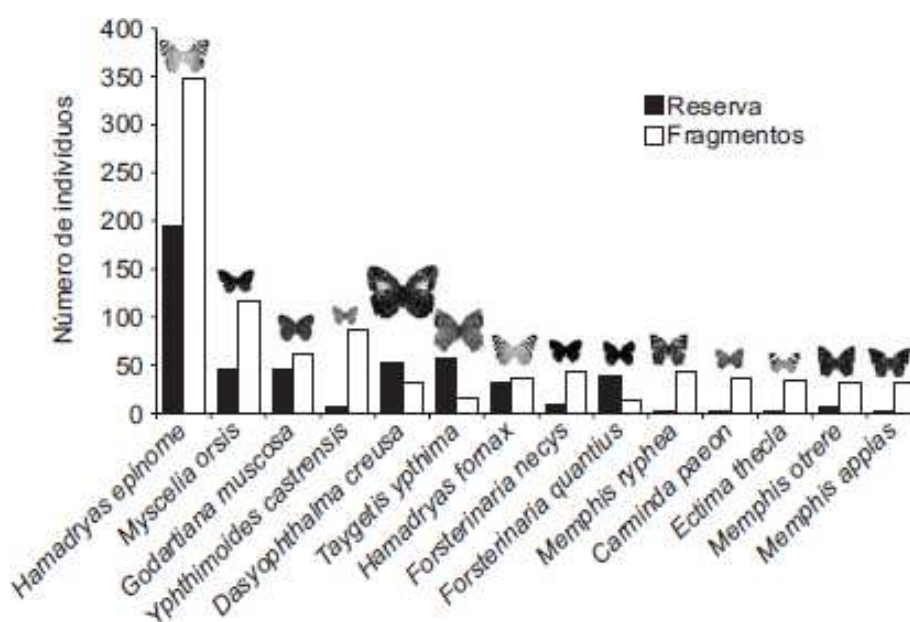 400
350
300
250
200
150
100
50
0
Número de indivíduos
Reserva
Fragmentos
Hamadryas epinome
Myscelia orsis
Godartiana muscosa
Yphthimoides castrensis
Dasyophthalma creusa
Taygetis ypthima
Hamadryas fornax
Forsterinaria necys
Forsterinaria quantius
Memphis ryphea
Caminda paeon
Ectima thecla
Memphis otrere
Memphis appias